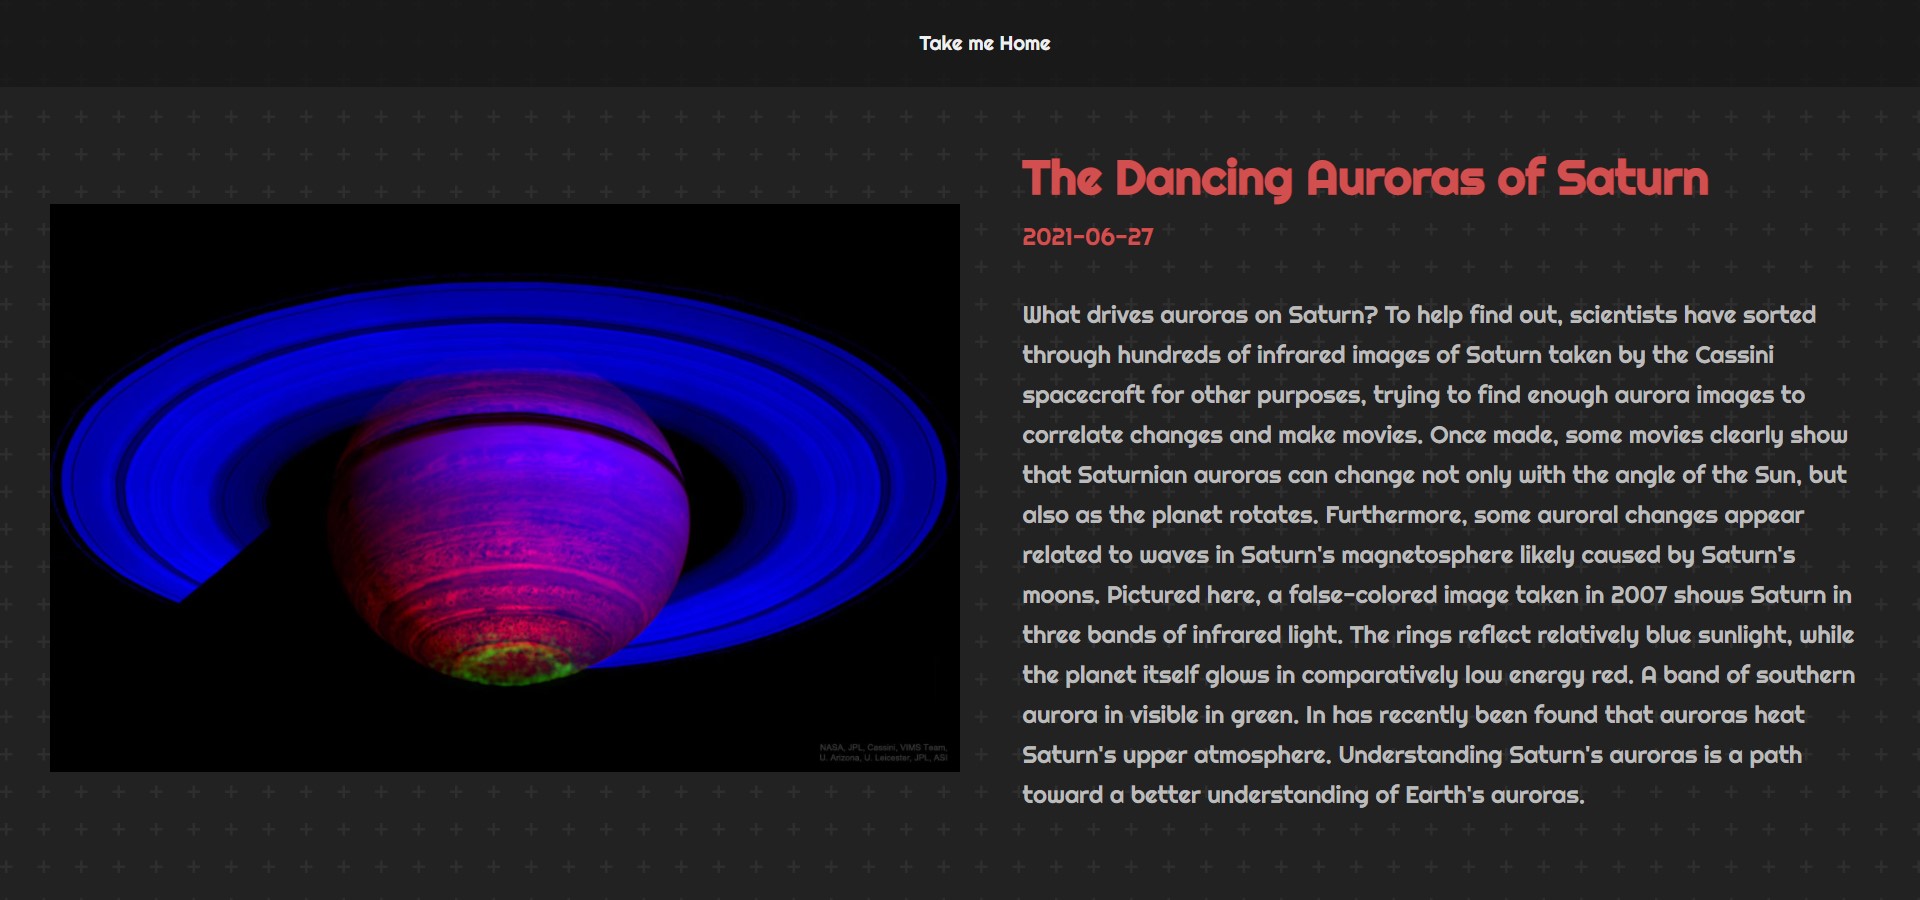 Take me Home
The Dancing Auroras of Saturn
2021-06-27
What drives auroras on Saturn? To help find out, scientists have sorted
through hundreds of infrared images of Saturn taken by the Cassini
spacecraft for other purposes, trying to find enough aurora images to
correlate changes and make movies. Once made, some movies clearly show
that Saturnian auroras can change not only with the angle of the Sun, but
also as the planet rotates. Furthermore, some auroral changes appear
related to waves in Saturn's magnetosphere likely caused by Saturn's
moons. Pictured here, a false-colored image taken in 2007 shows Saturn in
three bands of infrared light. The rings reflect relatively blue sunlight, while
the planet itself glows in comparatively low energy red. A band of southern
aurora in visible in green. In has recently been found that auroras heat
Saturn's upper atmosphere. Understanding Saturn's auroras is a path
toward a better understanding of Earth's auroras.
NASA, JPL, Cassini, VIMS Team,
U. Arizona, U. Leicester, JPL, ASI